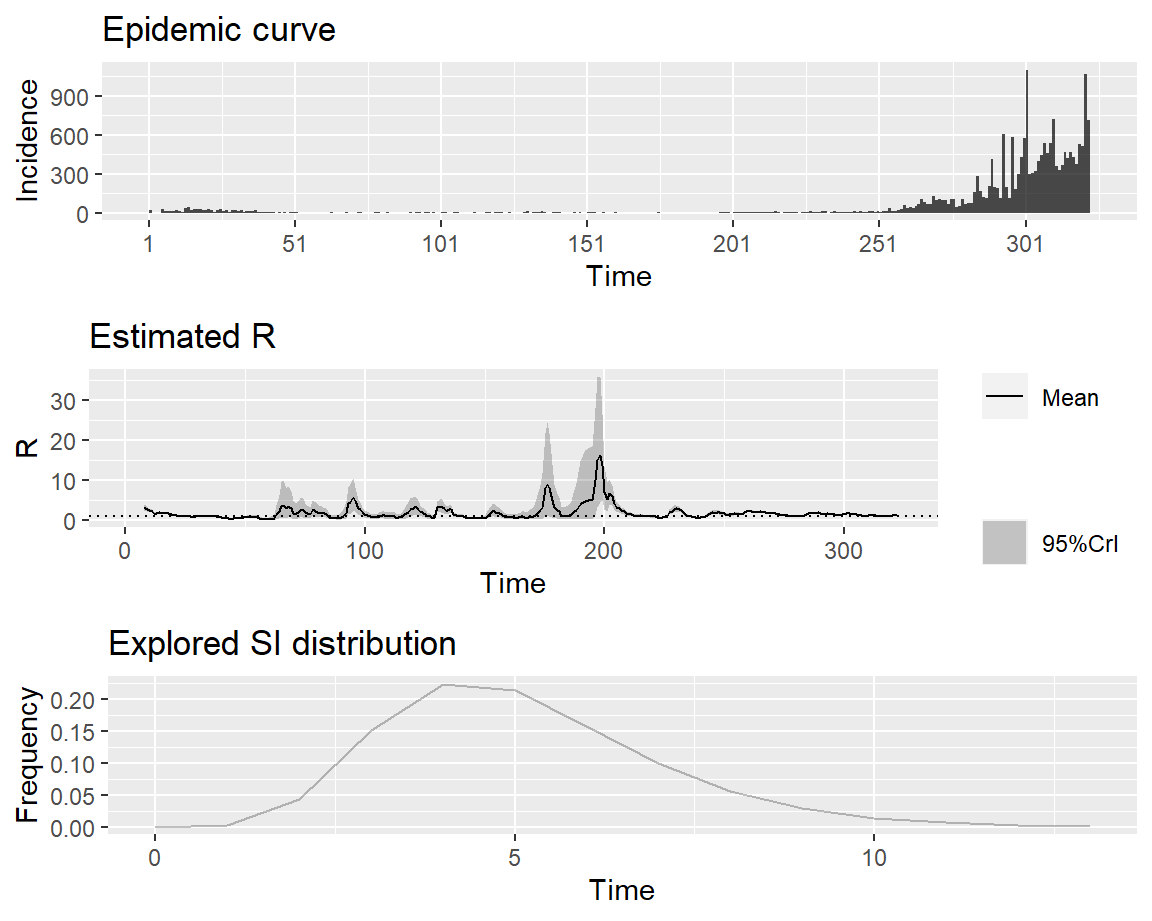 Epidemic curve
Incidence
900
600
300
0
1 51 101 151 201 251 301
Time
Estimated R
R
30
20
10
0
0 100 200 300
Time
Mean
95%CrI
Explored SI distribution
Frequency
0.20
0.15
0.10
0.05
0.00
0 5 10
Time